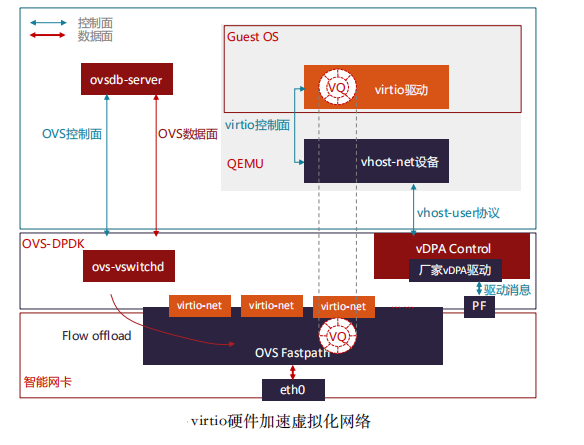 控制面
数据面
Guest OS
ovsdb-server
VQ
virtio驱动
OVS控制面
OVS数据面
virtio控制面
QEMU
vhost-net设备
vhost-user协议
OVS-DPDK
vDPA Control
ovs-vswitchd
厂家vDPA驱动
驱动消息
virtio-net
virtio-net
virtio-net
PF
Flow offload
VQ
OVS Fastpath
智能网卡
eth0
virtio硬件加速虚拟化网络